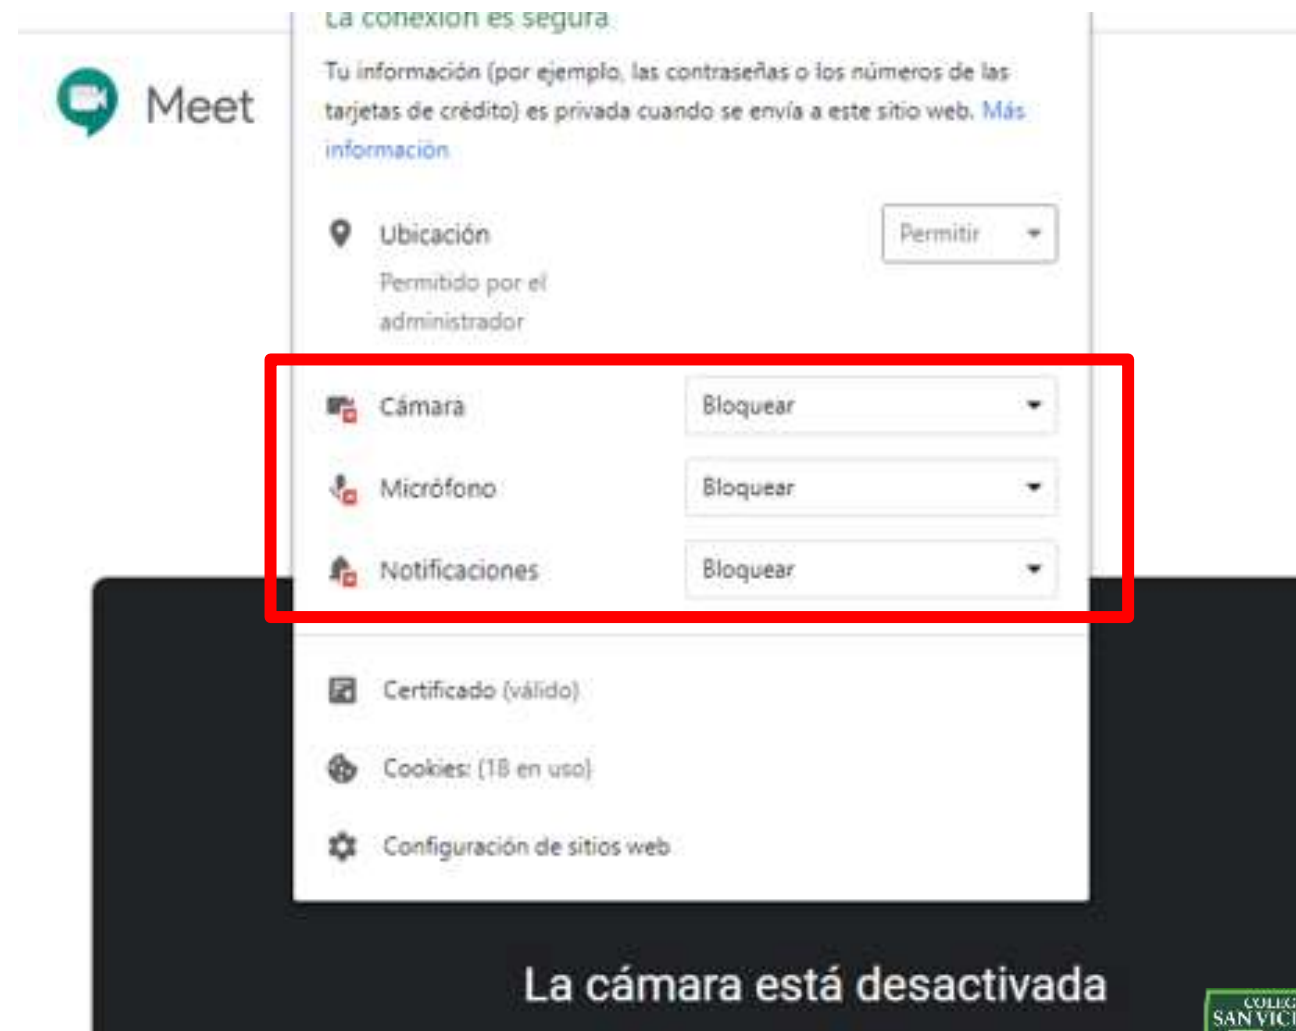 La conexión es segura
Meet
Tu información (por ejemplo, las contraseñas o los números de las
tarjetas de crédito) es privada cuando se envía a este sitio web. Más
información
Ubicación
Permitir
Permitido por el
administrador
Cámara
Bloquear
Micrófono
Bloquear
Notificaciones
Bloquear
Certificado (válido)
Cookies: (18 en uso)
Configuración de sitios web
La cámara está desactivada
SAN